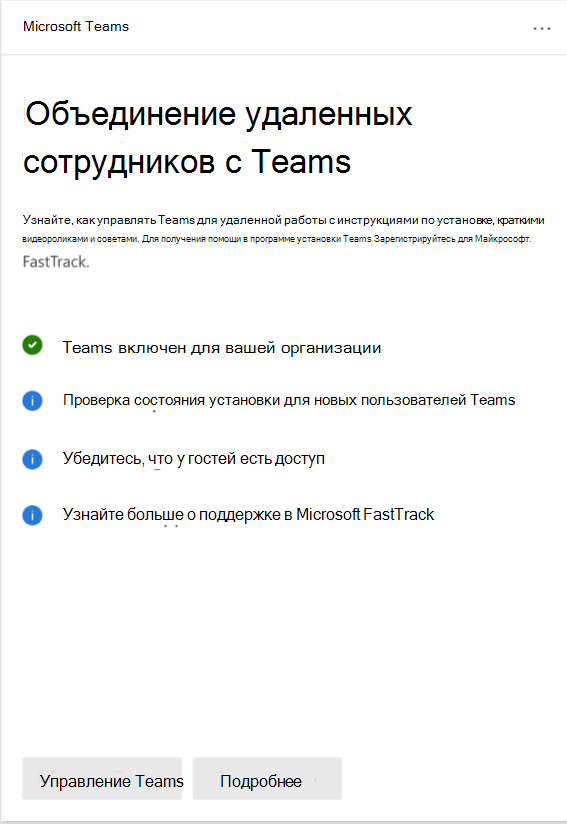 Microsoft Teams
Объединение удаленных
сотрудников с Teams
Узнайте, как управлять Teams для удаленной работы с инструкциями по установке, краткими
видеороликами и советами. Для получения помощи в программе установки Teams Зарегистрируйтесь для Майкрософт.
FastTrack.
Teams включен для вашей организации
Проверка состояния установки для новых пользователей Teams
Убедитесь, что у гостей есть доступ
Узнайте больше о поддержке в Microsoft FastTrack
Управление Teams
Подробнее